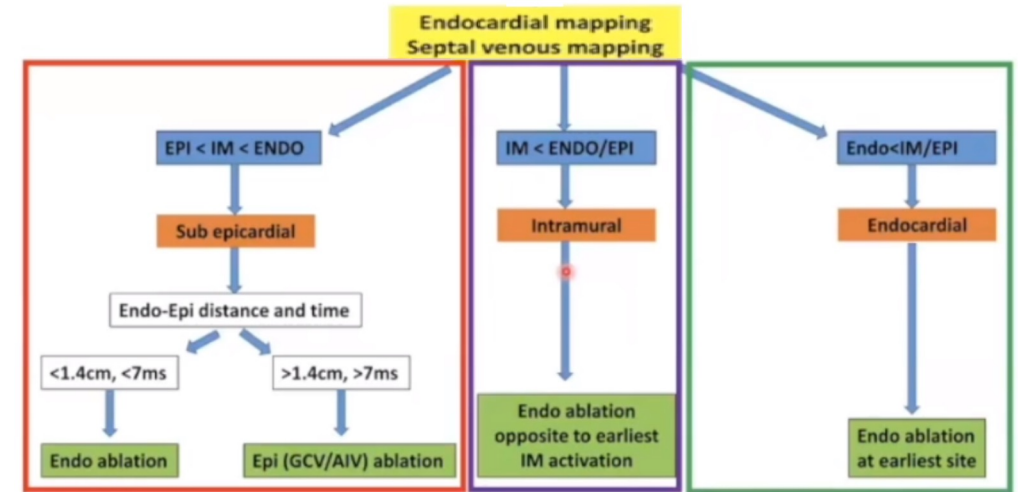 Endocardial mapping
Septal venous mapping
EPI < IM < ENDO
IM < ENDO/EPI
Endo<IM/EPI
Sub epicardial
Intramural
Endocardial
Endo-Epi distance and time
<1.4cm, <7ms
>1.4cm, >7ms
Endo ablation
Epi (GCV/AIV) ablation
Endo ablation
opposite to earliest
IM activation
Endo ablation
at earliest site